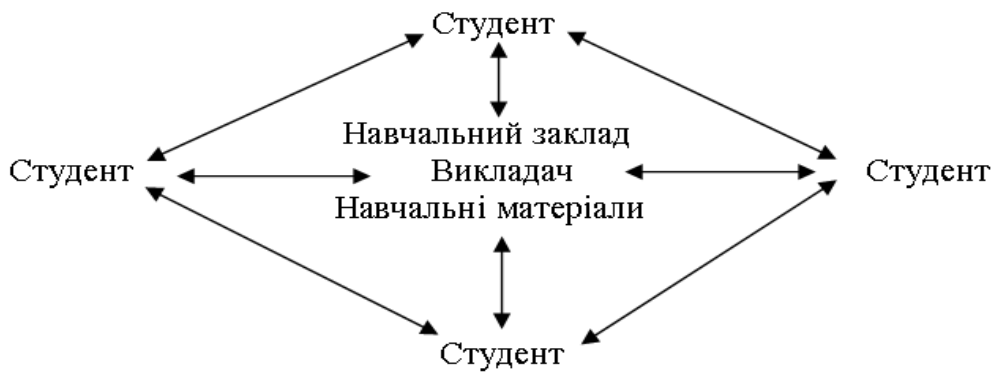 Студент
Навчальний заклад
Студент
Викладач
Студент
Навчальні матеріали
Студент